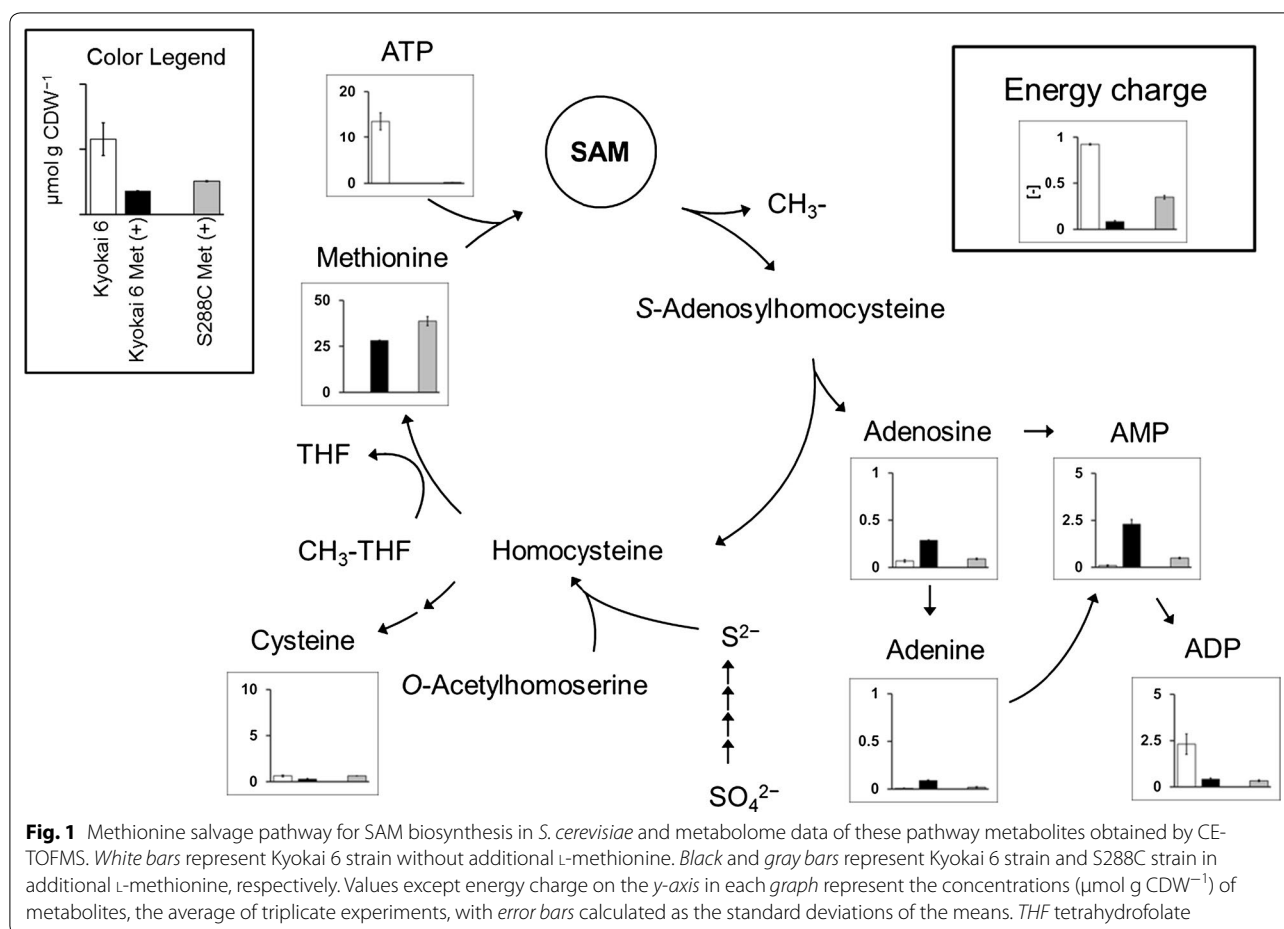 Color Legend
μmol g CDW⁻¹
Kyokai 6
Kyokai 6 Met (+)
S288C Met (+)
ATP
20
10
0
SAM
CH₃-
Energy charge
1
0.5
0
[-]
Methionine
50
25
0
S-Adenosylhomocysteine
THF
CH₃-THF
Homocysteine
Adenosine
1
0.5
0
AMP
5
2.5
0
Cysteine
10
5
0
O-Acetylhomoserine
S²⁻
SO₄²⁻
Adenine
1
0.5
0
ADP
5
2.5
0
Fig. 1 Methionine salvage pathway for SAM biosynthesis in S. cerevisiae and metabolome data of these pathway metabolites obtained by CE-
TOFMS. White bars represent Kyokai 6 strain without additional L-methionine. Black and gray bars represent Kyokai 6 strain and S288C strain in
additional L-methionine, respectively. Values except energy charge on the y-axis in each graph represent the concentrations (μmol g CDW⁻¹) of
metabolites, the average of triplicate experiments, with error bars calculated as the standard deviations of the means. THF tetrahydrofolate